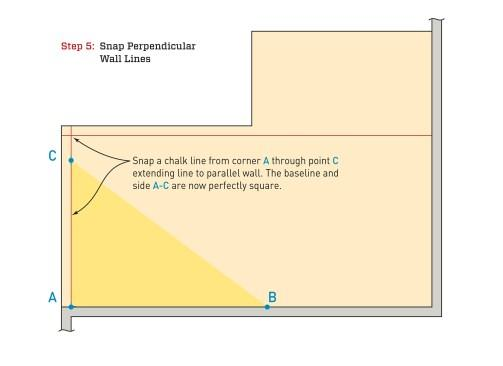 Step 5: Snap Perpendicular
Wall Lines
C
Snap a chalk line from corner A through point C
extending line to parallel wall. The baseline and
side A-C are now perfectly square.
A
B